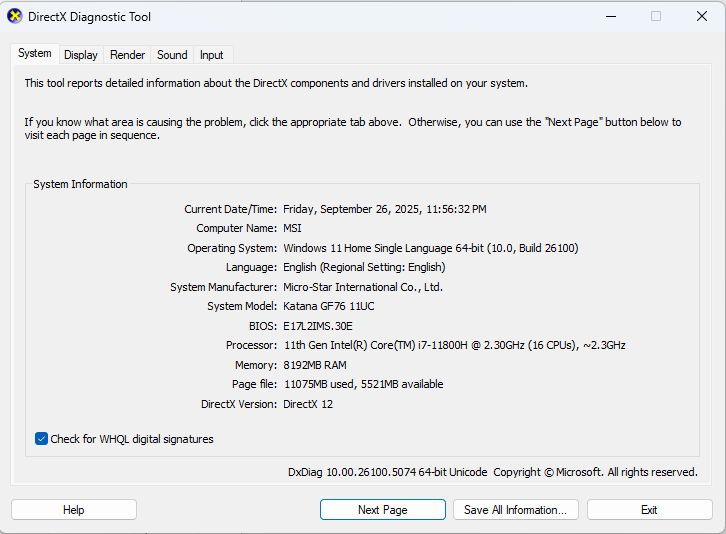 DirectX Diagnostic Tool
System Display Render Sound Input
This tool reports detailed information about the DirectX components and drivers installed on your system.
If you know what area is causing the problem, click the appropriate tab above. Otherwise, you can use the "Next Page" button below to
visit each page in sequence.
System Information
Current Date/Time: Friday, September 26, 2025, 11:56:32 PM
Computer Name: MSI
Operating System: Windows 11 Home Single Language 64-bit (10.0, Build 26100)
Language: English (Regional Setting: English)
System Manufacturer: Micro-Star International Co., Ltd.
System Model: Katana GF76 11UC
BIOS: E17L2IMS.30E
Processor: 11th Gen Intel(R) Core(TM) i7-11800H @ 2.30GHz (16 CPUs), ~2.3GHz
Memory: 8192MB RAM
Page file: 11075MB used, 5521MB available
DirectX Version: DirectX 12
Check for WHQL digital signatures
DxDiag 10.00.26100.5074 64-bit Unicode Copyright © Microsoft. All rights reserved.
Help Next Page Save All Information... Exit